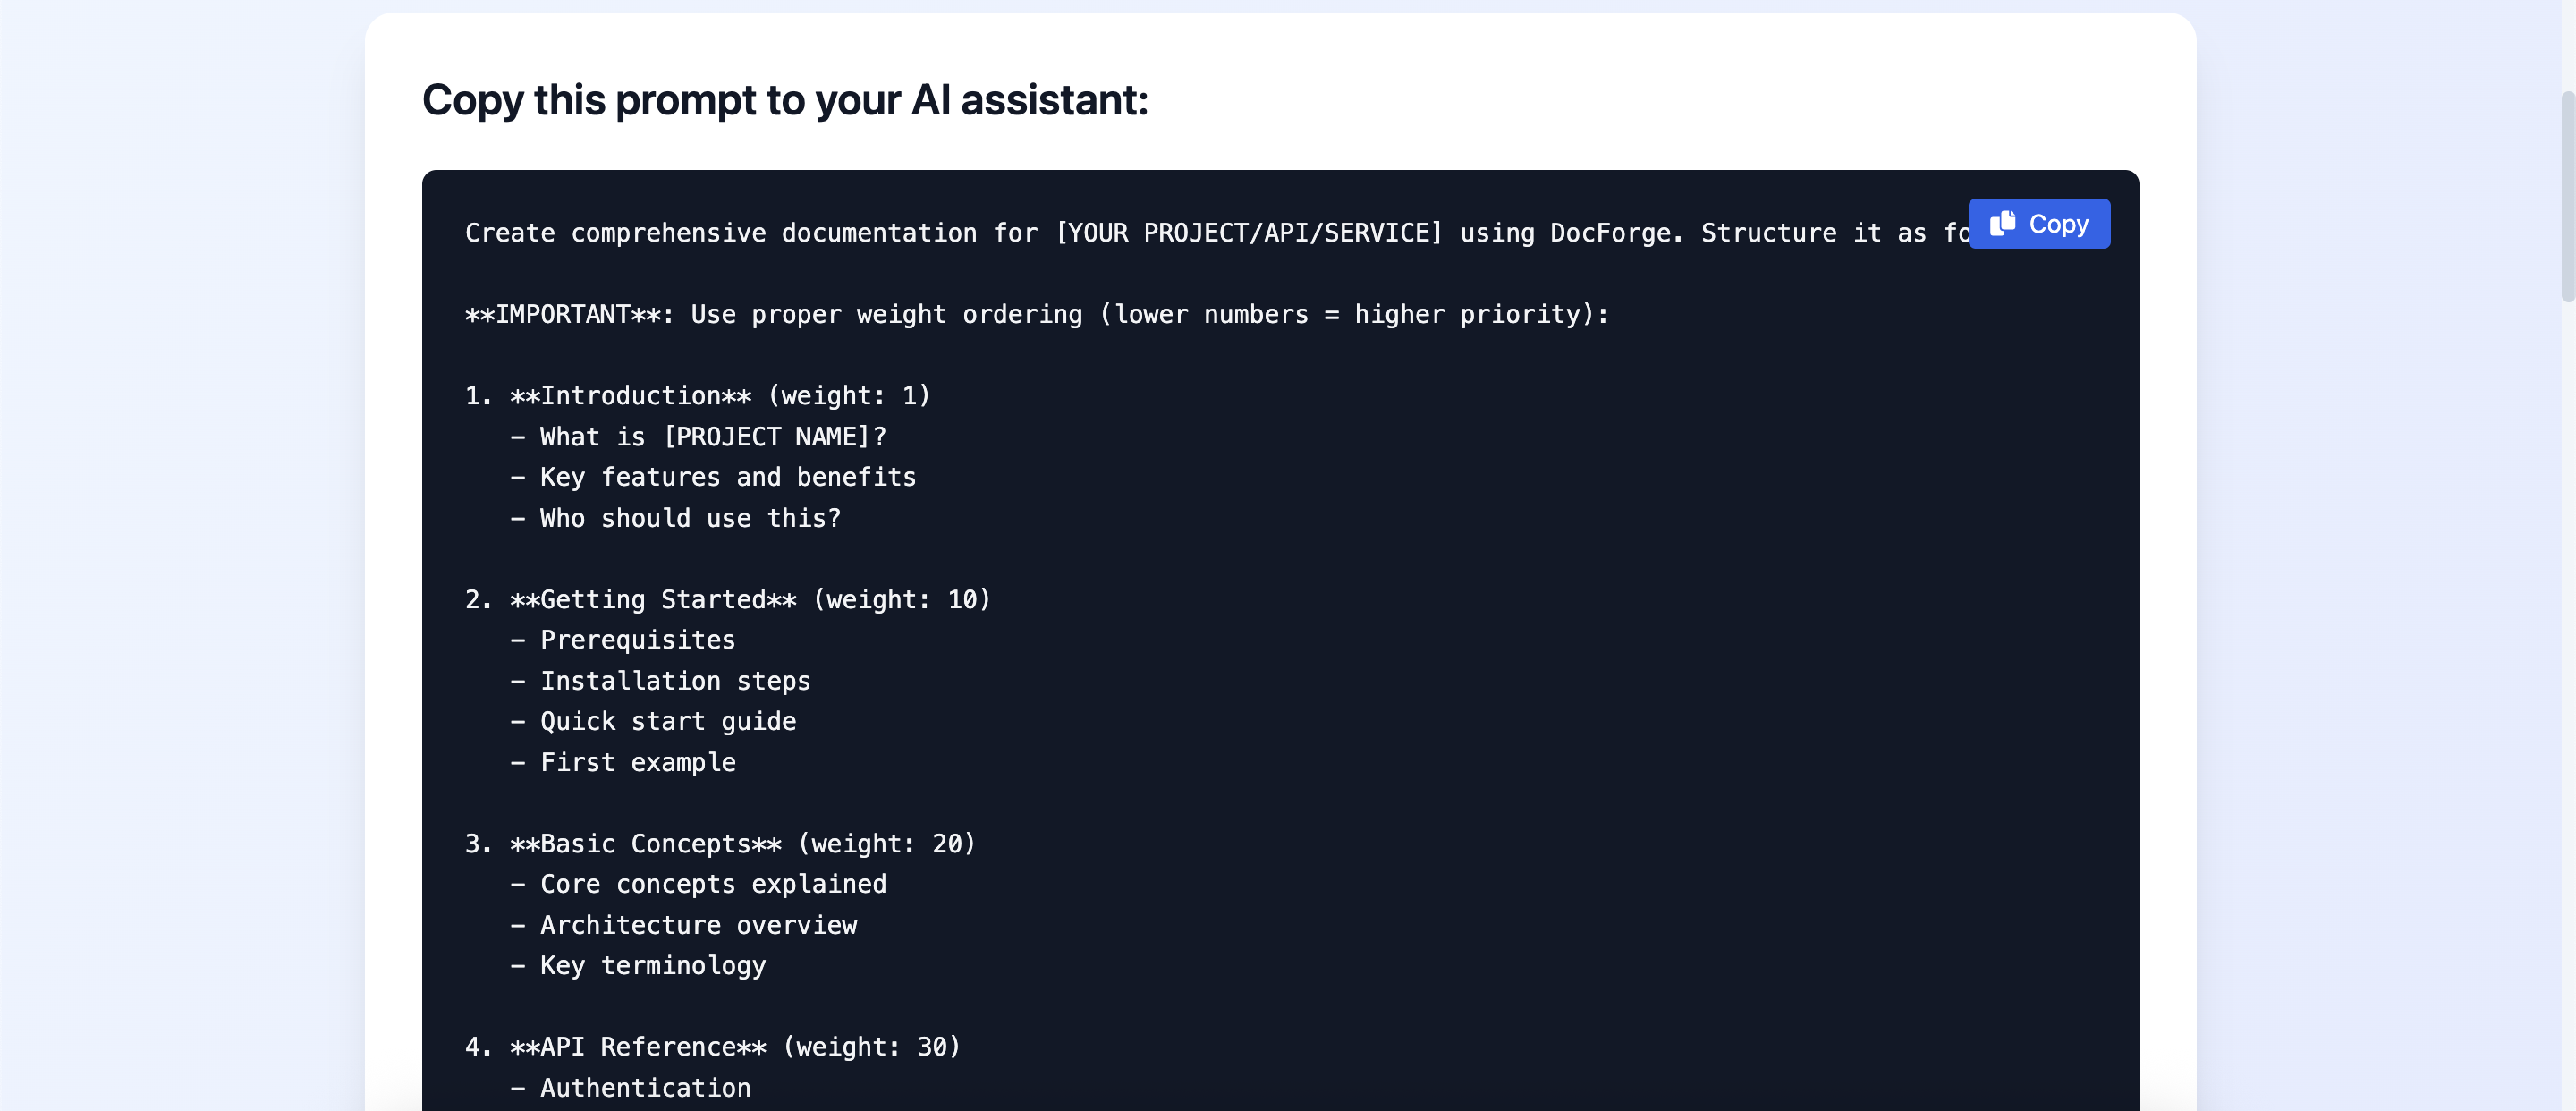 Copy this prompt to your AI assistant:
Create comprehensive documentation for [YOUR PROJECT/API/SERVICE] using DocForge. Structure it as
Copy
**IMPORTANT**: Use proper weight ordering (lower numbers = higher priority):
1. **Introduction** (weight: 1)
– What is [PROJECT NAME]?
– Key features and benefits
– Who should use this?
2. **Getting Started** (weight: 10)
– Prerequisites
– Installation steps
– Quick start guide
– First example
3. **Basic Concepts** (weight: 20)
– Core concepts explained
– Architecture overview
– Key terminology
4. **API Reference** (weight: 30)
– Authentication